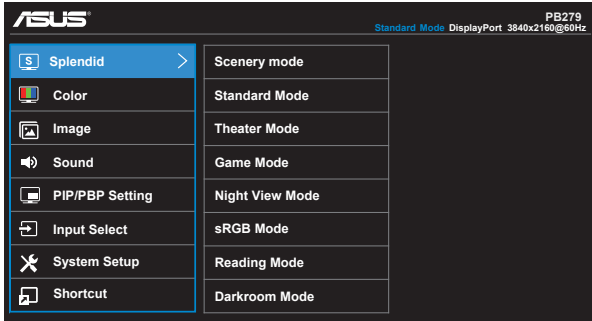 ASUS
PB279
Standard Mode DisplayPort 3840x2160@60Hz
S Splendid
Color
Image
Sound
PIP/PBP Setting
Input Select
System Setup
Shortcut
Scenery mode
Standard Mode
Theater Mode
Game Mode
Night View Mode
sRGB Mode
Reading Mode
Darkroom Mode